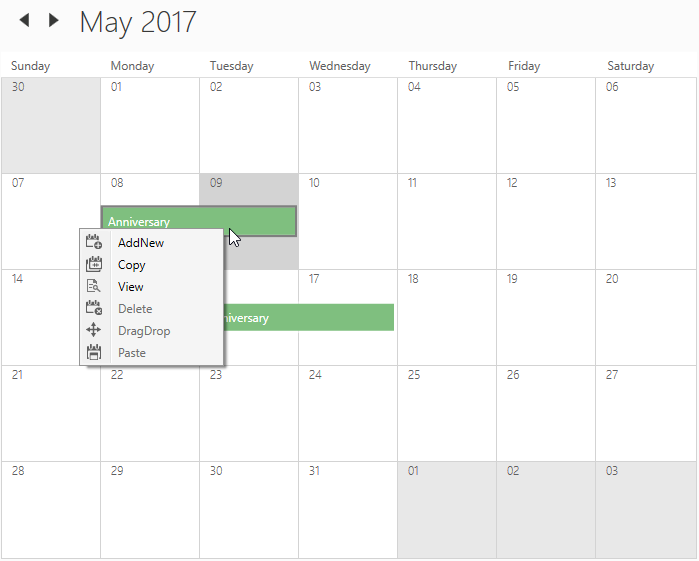 May 2017
Sunday Monday Tuesday Wednesday Thursday Friday Saturday
30 01 02 03 04 05 06
07 08 09 10 11 12 13
Anniversary
AddNew
Copy
View
14 17 18 19 20
Delete
niversary
DragDrop
Paste
21 22 23 24 25 26 27
28 29 30 31 01 02 03